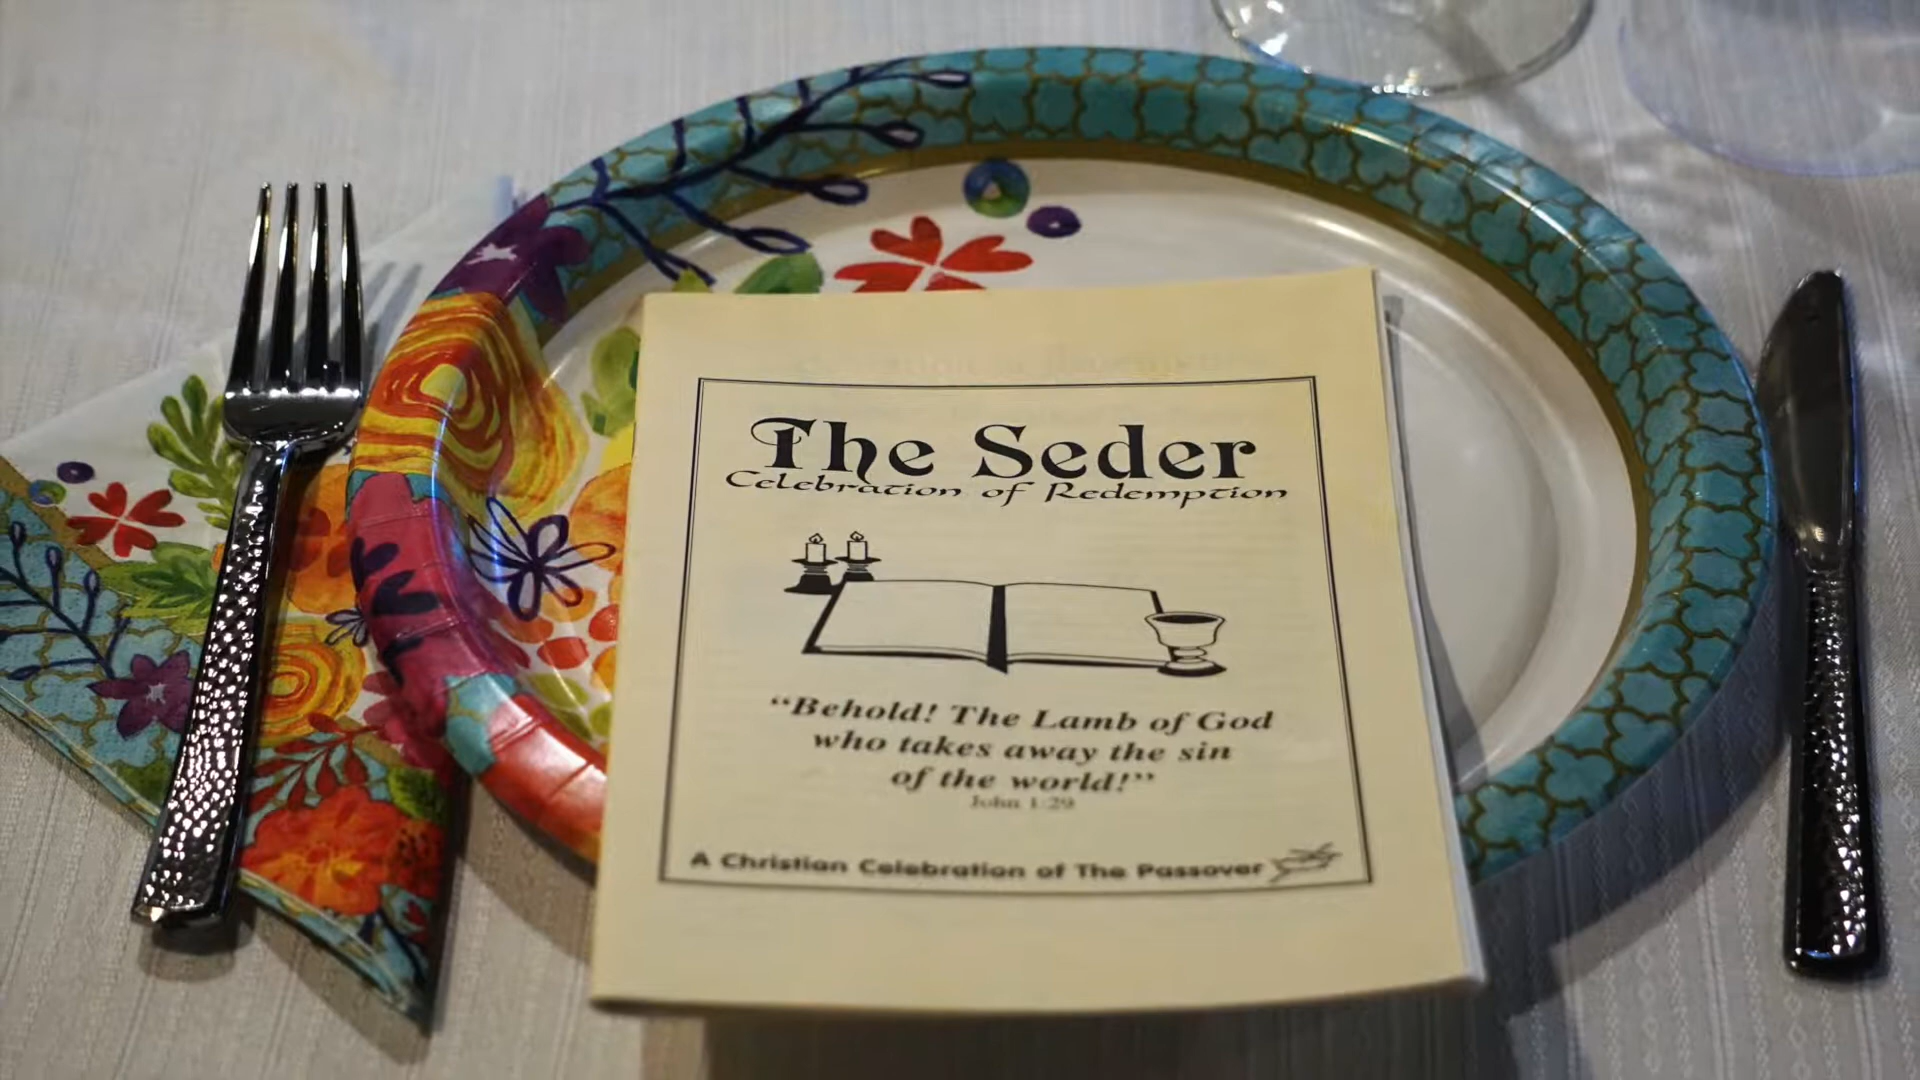 The Seder
Celebration of Redemption
“Behold! The Lamb of God
who takes away the sin
of the world!”
John 1:29
A Christian Celebration of The Passover